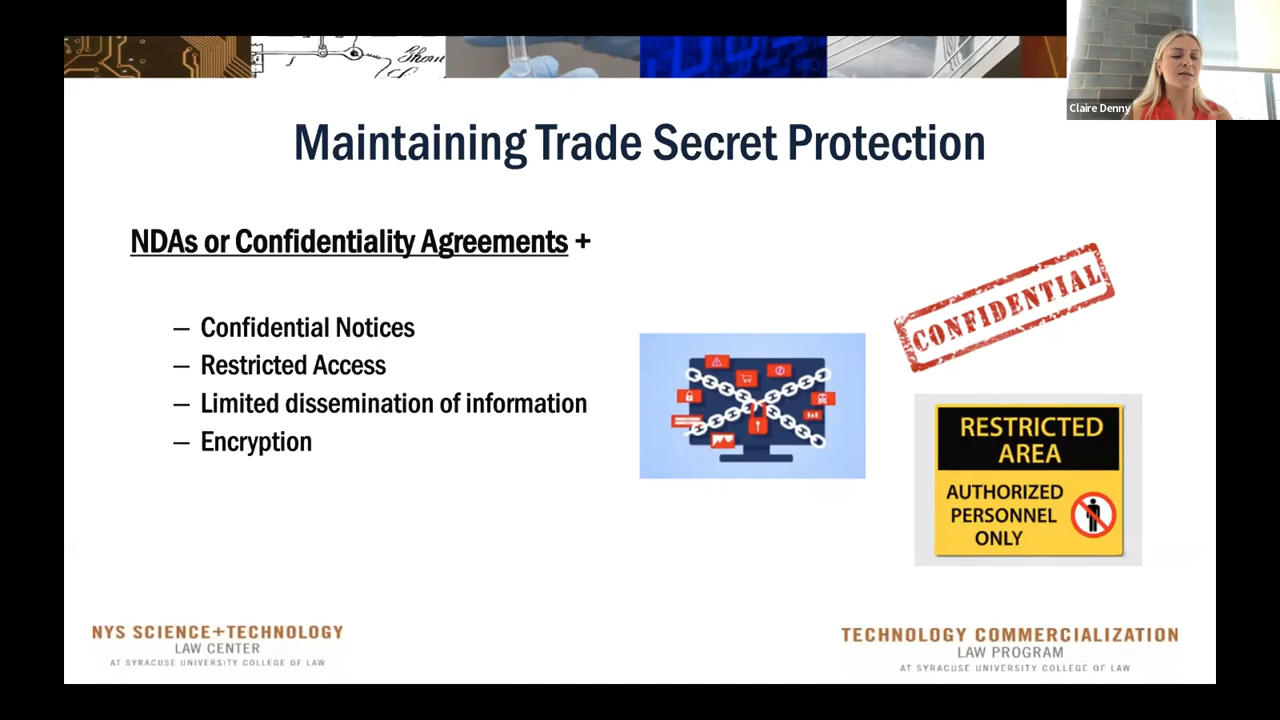 Thom
Claire Denny
Maintaining Trade Secret Protection
NDAs or Confidentiality Agreements +
– Confidential Notices
– Restricted Access
– Limited dissemination of information
– Encryption
CONFIDENTIAL
RESTRICTED
AREA
AUTHORIZED
PERSONNEL
ONLY
NYS SCIENCE+TECHNOLOGY
LAW CENTER
AT SYRACUSE UNIVERSITY COLLEGE OF LAW
TECHNOLOGY COMMERCIALIZATION
LAW PROGRAM
AT SYRACUSE UNIVERSITY COLLEGE OF LAW